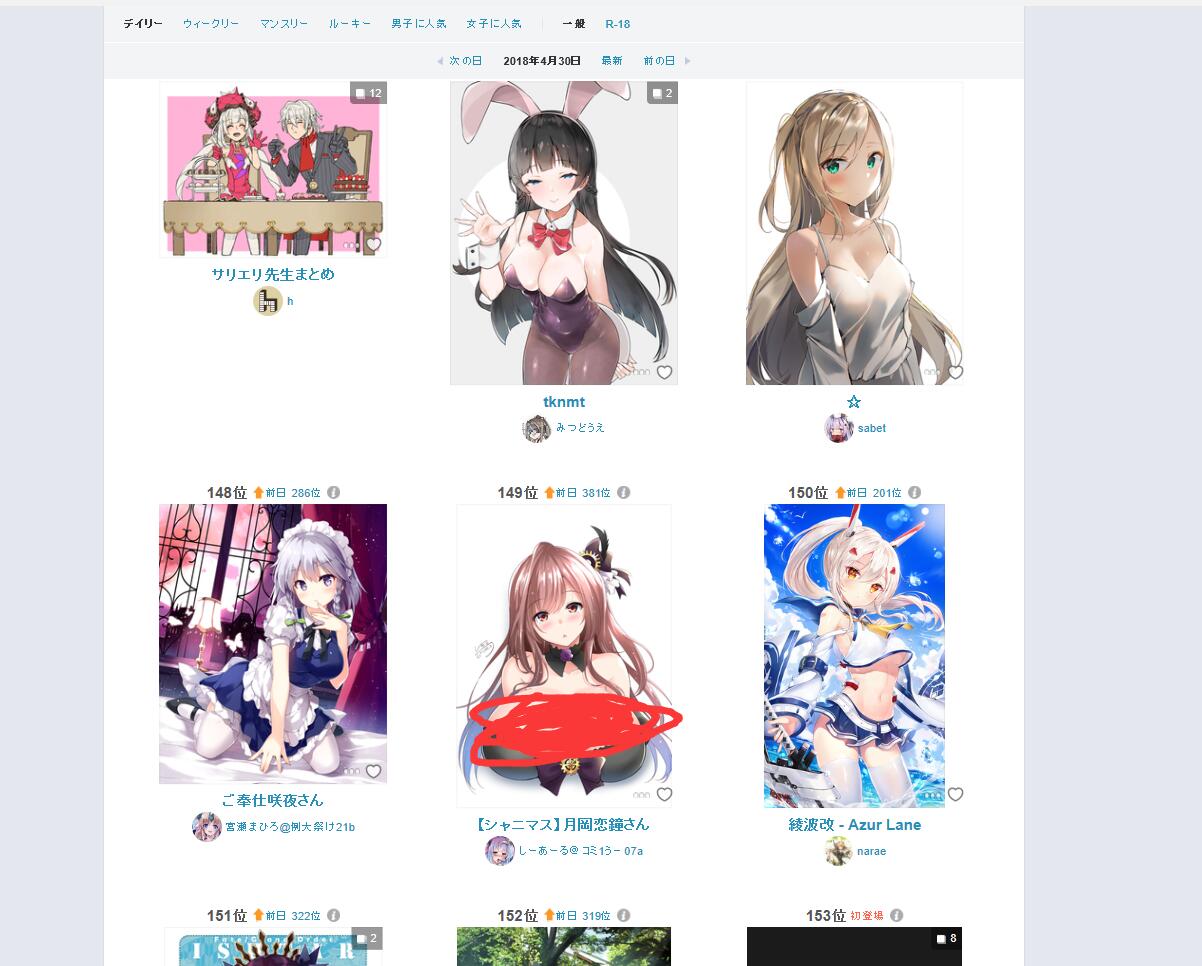 デイリー ウィークリー マンスリー ルーキー 男子に人気 女子に人気 一般 R-18
次の日 2018年4月30日 最新 前の日
12
2
サリエリ先生まとめ
h
tknmt
みつどうえ
☆
sabet
148位 前日 286位
149位 前日 381位
150位 前日 201位
ご奉仕咲夜さん
宮瀬まひろ@例大祭け21b
【シャニマス】月岡恋鐘さん
しーあーる@コミ1う－07a
綾波改 - Azur Lane
narae
151位 前日 322位
152位 前日 319位
153位 初登場
2
8
Fate/Grand Order